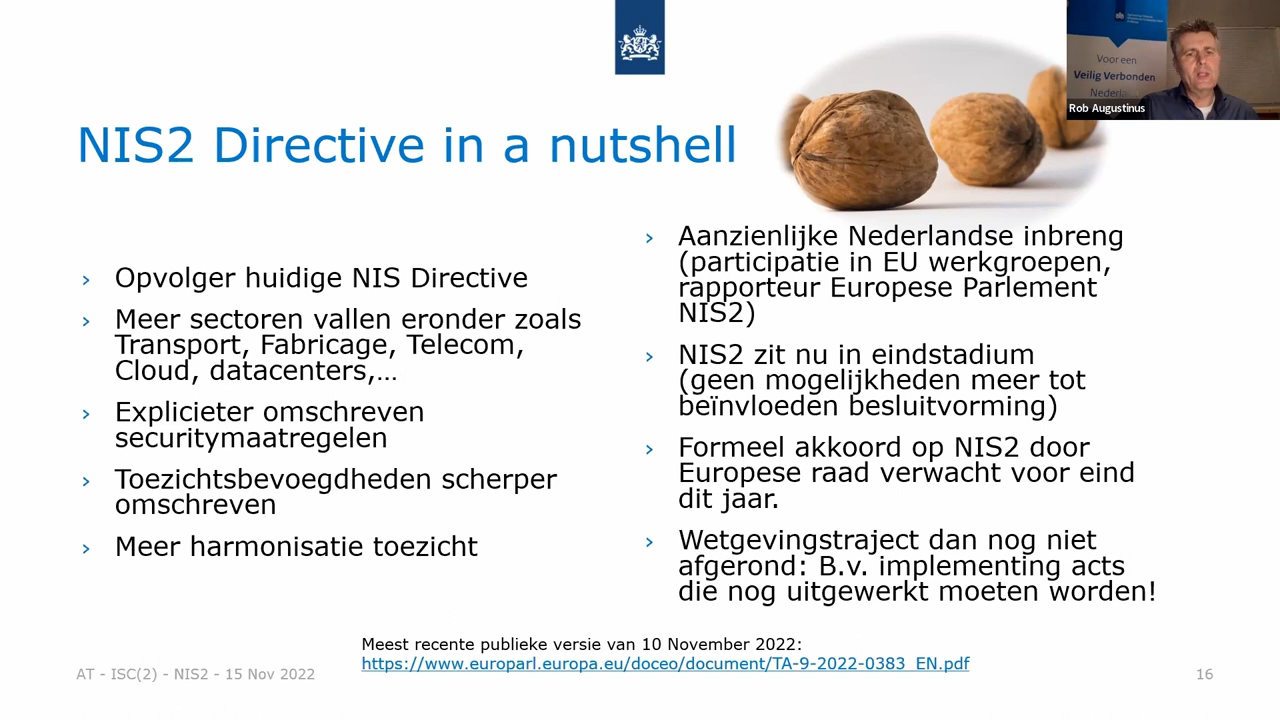 NIS2 Directive in a nutshell
› Opvolger huidige NIS Directive
› Meer sectoren vallen eronder zoals
Transport, Fabricage, Telecom,
Cloud, datacenters,...
› Explicieter omschreven
securitymaatregelen
› Toezichtsbevoegdheden scherper
omschreven
› Meer harmonisatie toezicht
› Aanzienlijke Nederlandse inbreng
(participatie in EU werkgroepen,
rapporteur Europese Parlement
NIS2)
› NIS2 zit nu in eindstadium
(geen mogelijkheden meer tot
beïnvloeden besluitvorming)
› Formeel akkoord op NIS2 door
Europese raad verwacht voor eind
dit jaar.
› Wetgevingstraject dan nog niet
afgerond: B.v. implementing acts
die nog uitgewerkt moeten worden!
Meest recente publieke versie van 10 November 2022:
https://www.europarl.europa.eu/doceo/document/TA-9-2022-0383_EN.pdf
AT - ISC(2) - NIS2 - 15 Nov 2022
16
Voor een
Veilig Verbonden
Rob Augustinus